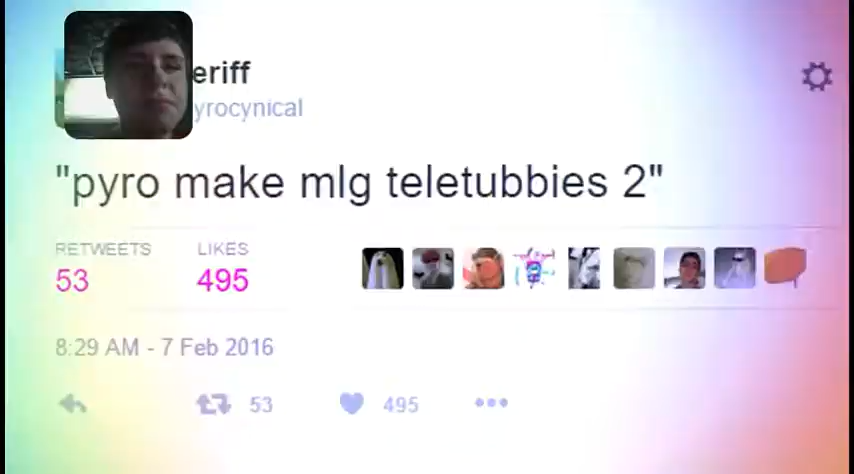 eriff
yrocynical
"pyro make mlg teletubbies 2"
RETWEETS LIKES
53 495
8:29 AM - 7 Feb 2016
53 495 •••